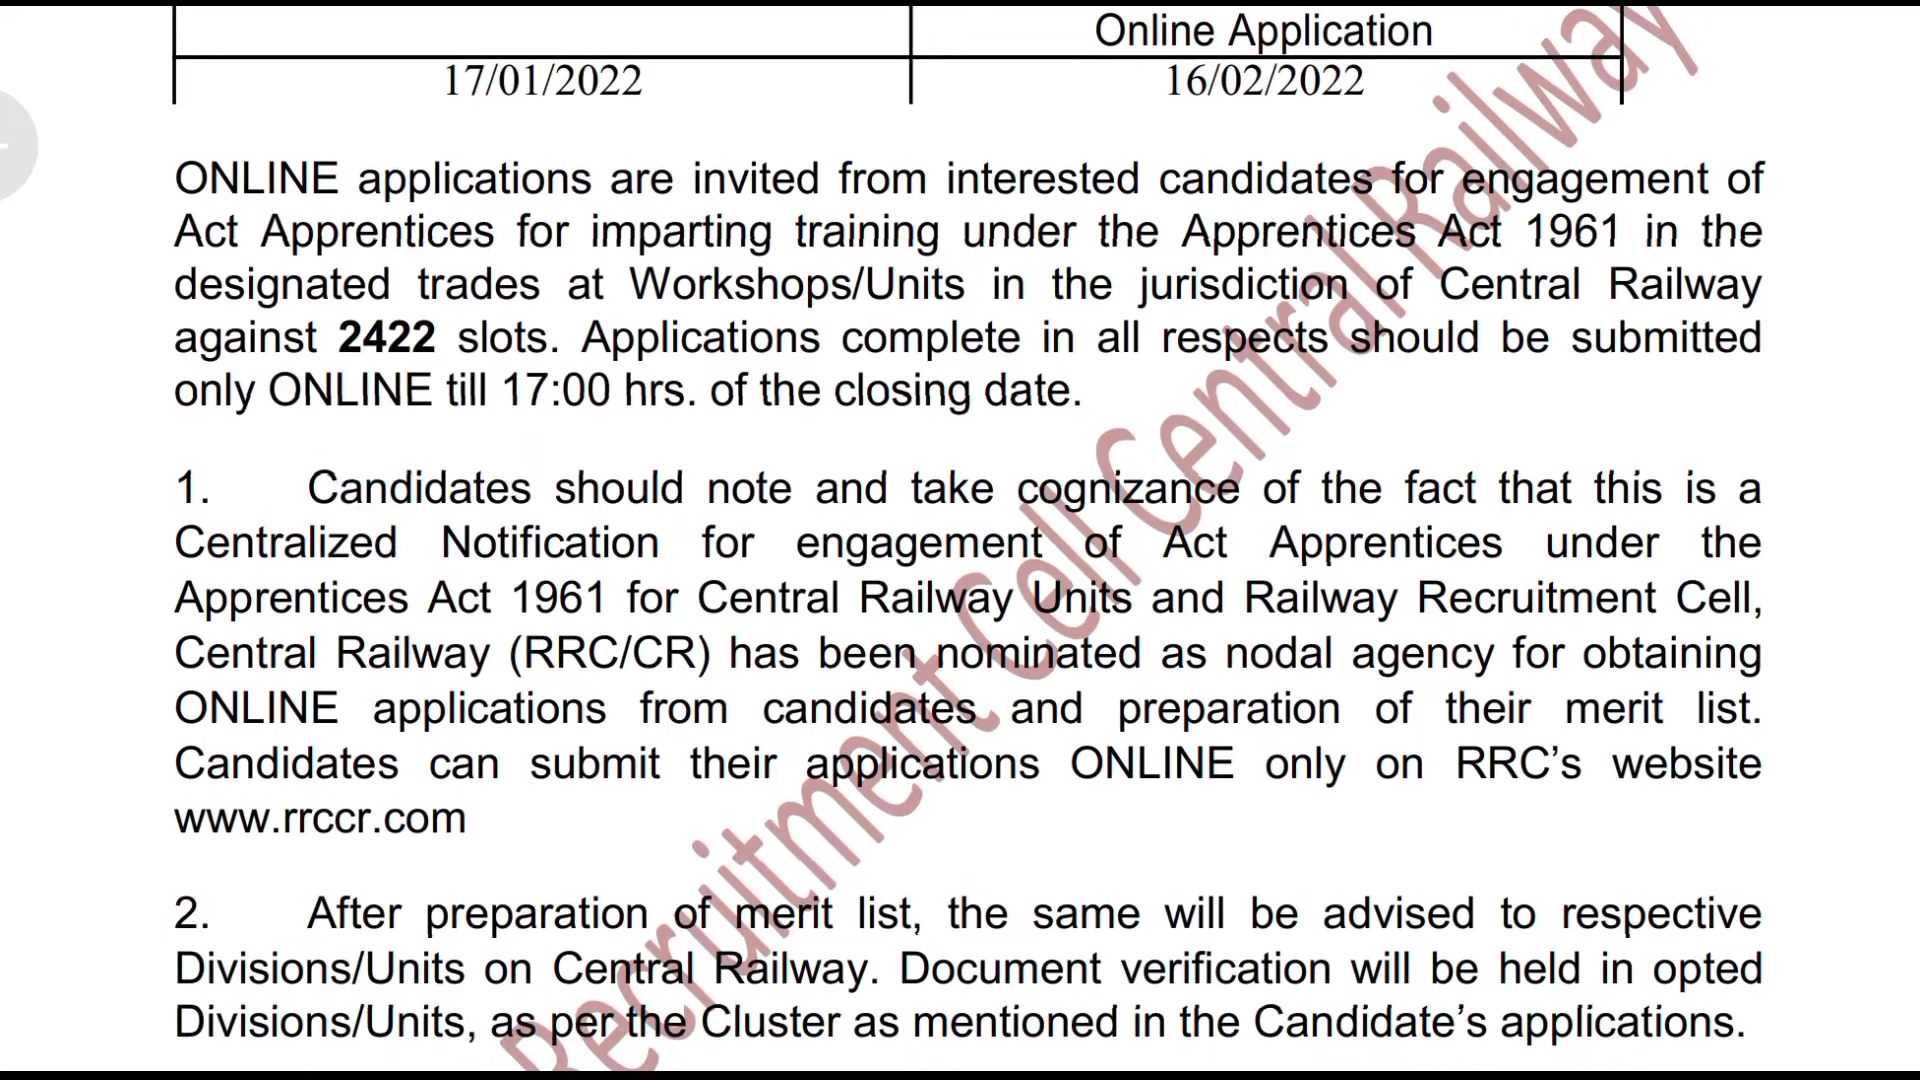 Online Application
17/01/2022 16/02/2022
ONLINE applications are invited from interested candidates for engagement of
Act Apprentices for imparting training under the Apprentices Act 1961 in the
designated trades at Workshops/Units in the jurisdiction of Central Railway
against 2422 slots. Applications complete in all respects should be submitted
only ONLINE till 17:00 hrs. of the closing date.
1. Candidates should note and take cognizance of the fact that this is a
Centralized Notification for engagement of Act Apprentices under the
Apprentices Act 1961 for Central Railway Units and Railway Recruitment Cell,
Central Railway (RRC/CR) has been nominated as nodal agency for obtaining
ONLINE applications from candidates and preparation of their merit list.
Candidates can submit their applications ONLINE only on RRC’s website
www.rrccr.com
2. After preparation of merit list, the same will be advised to respective
Divisions/Units on Central Railway. Document verification will be held in opted
Divisions/Units, as per the Cluster as mentioned in the Candidate’s applications.
Recruitment Cell Central Railway